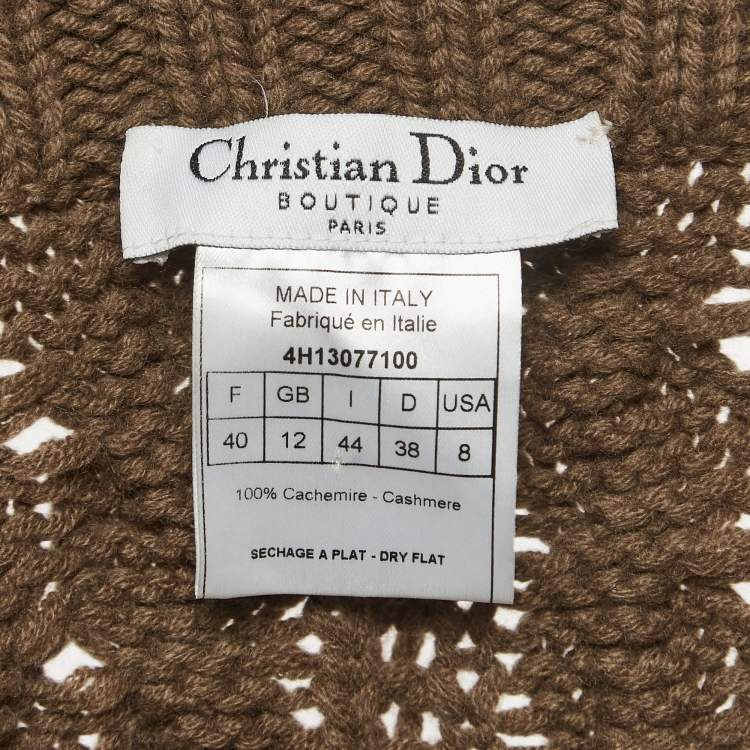 Christian Dior
BOUTIQUE
PARIS
MADE IN ITALY
Fabriqué en Italie
4H13077100
F GB I D USA
40 12 44 38 8
100% Cachemire - Cashmere
SECHAGE A PLAT - DRY FLAT